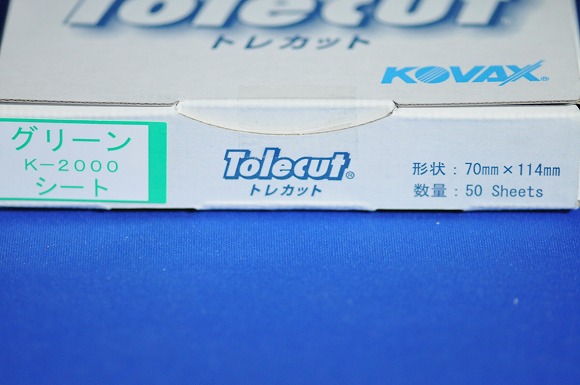 Tolecut
トレカット
KOVAX®
グリーン
K-2000
シート
Tolecut®
トレカット
形状:70mm×114mm
数量:50 Sheets